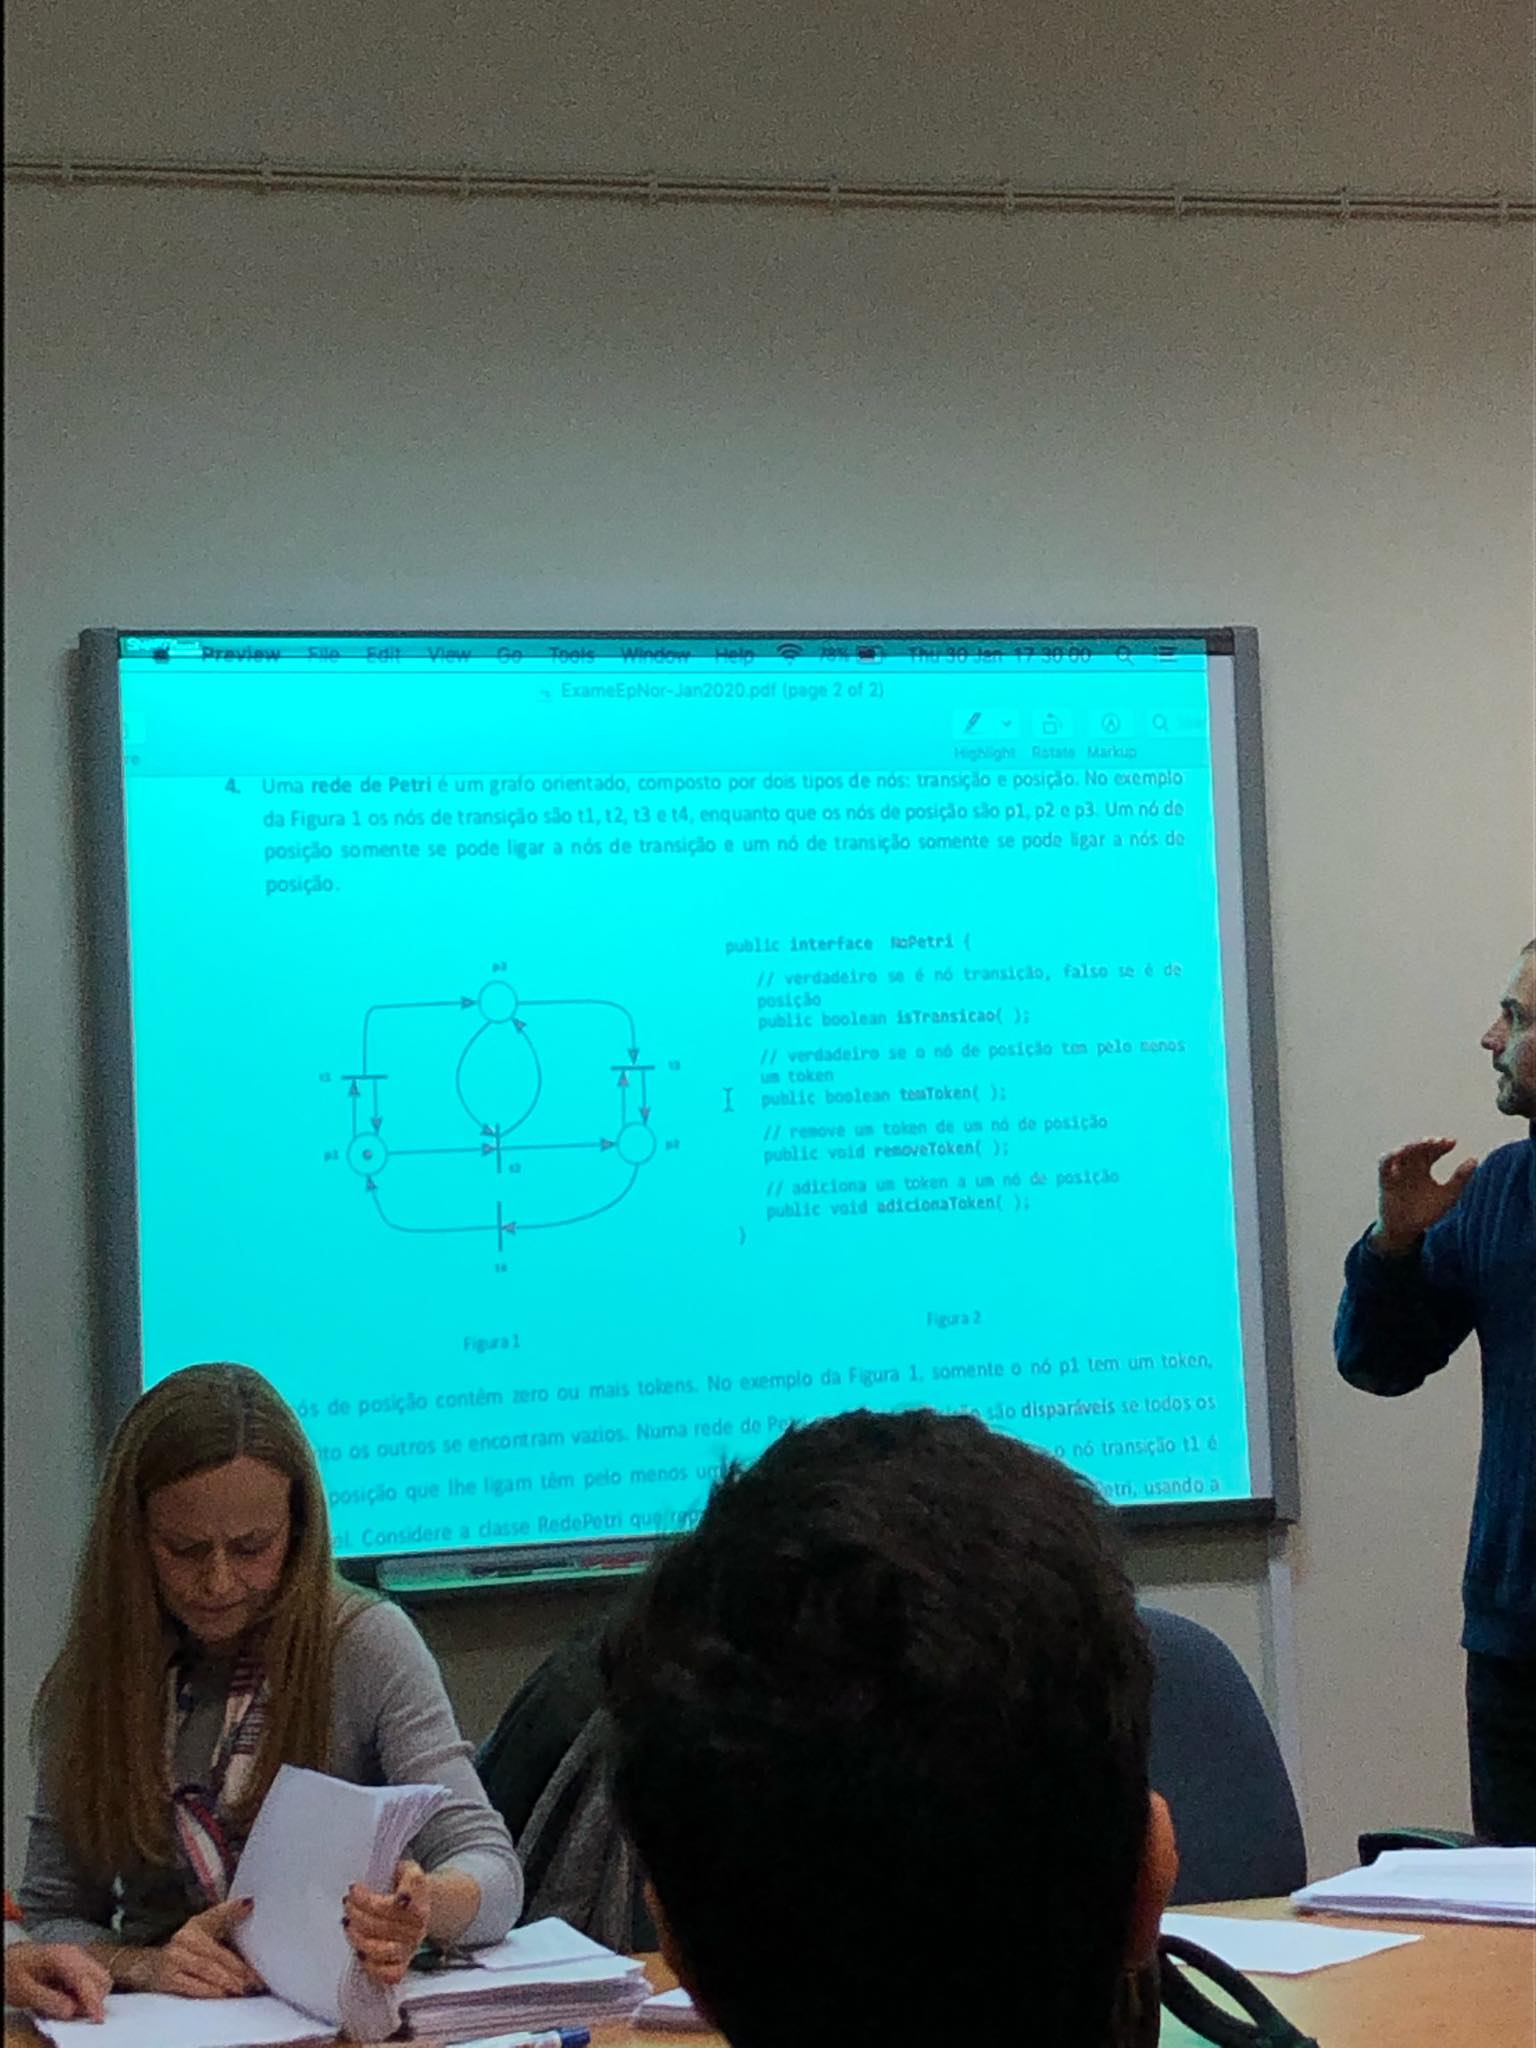 Preview File Edit View Go Tools Window Help 78% Thu 30 Jan 17 30 00
ExameEpNor-Jan2020.pdf (page 2 of 2)
Highlight Rotate Markup
4. Uma rede de Petri é um grafo orientado, composto por dois tipos de nós: transição e posição. No exemplo
da Figura 1 os nós de transição são t1, t2, t3 e t4, enquanto que os nós de posição são p1, p2 e p3. Um nó de
posição somente se pode ligar a nós de transição e um nó de transição somente se pode ligar a nós de
posição.
public interface NoPetri {
// verdadeiro se é nó transição, falso se é de
posição
public boolean isTransicao( );
// verdadeiro se o nó de posição tem pelo menos
um token
public boolean temToken( );
// remove um token de um nó de posição
public void removeToken( );
// adiciona um token a um nó de posição
public void adicionaToken( );
}
Figura 1
Figura 2
ós de posição contêm zero ou mais tokens. No exemplo da Figura 1, somente o nó p1 tem um token,
nto os outros se encontram vazios. Numa rede de são disparáveis se todos os
posição que lhe ligam têm pelo menos o nó transição t1 é
el. Considere a classe RedePetri que etri, usando a